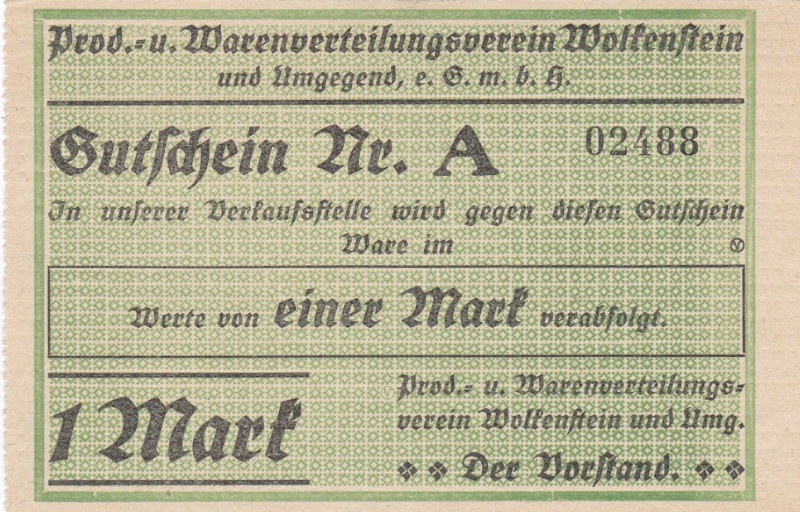 Prod.-u. Warenverteilungsverein Wolkenstein
und Umgegend, e. G. m. b. H.
Gutschein Nr. A 02488
In unserer Verkaufsstelle wird gegen diesen Gutschein
Ware im
Werte von einer Mark verabfolgt.
1 Mark
Prod.- u. Warenverteilungs-
verein Wolkenstein und Umg.
Der Vorstand.